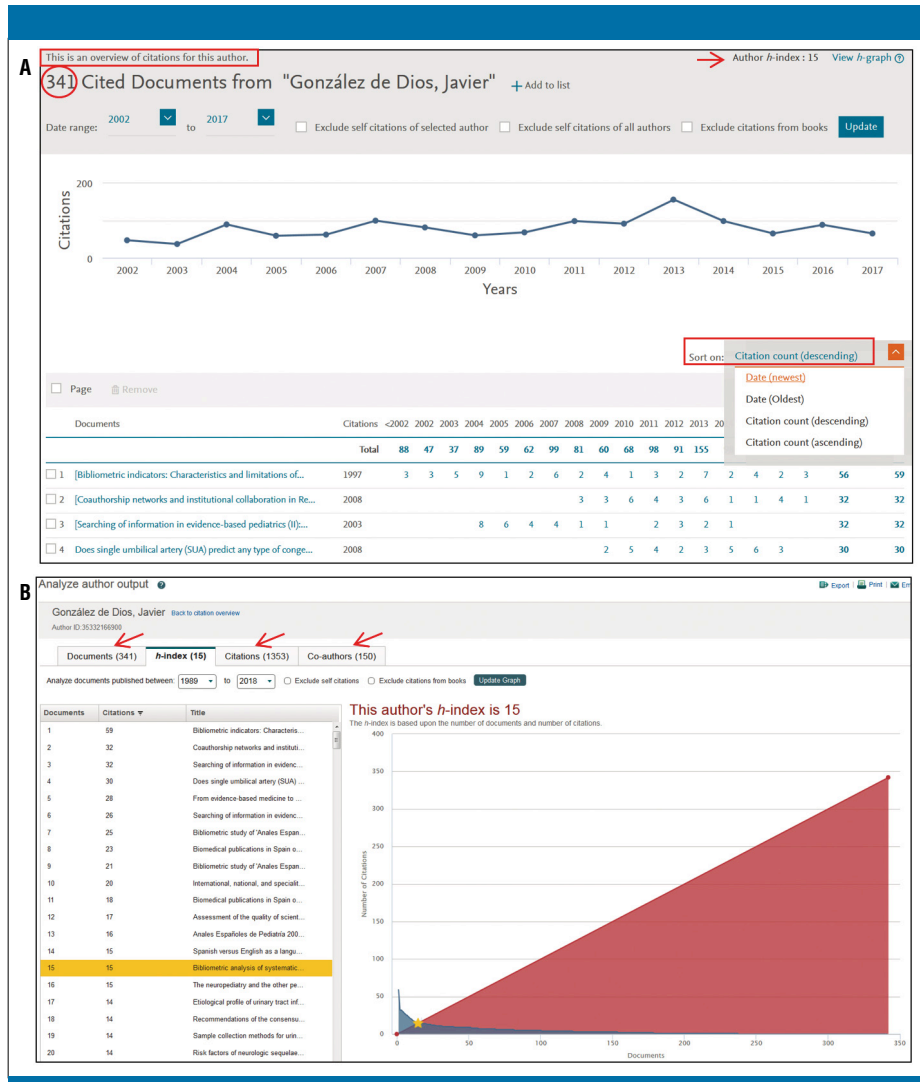 A
This is an overview of citations for this author.
Author h-index : 15 View h-graph ?
341 Cited Documents from "González de Dios, Javier" + Add to list
Date range: 2002 to 2017 Exclude self citations of selected author Exclude self citations of all authors Exclude citations from books Update
200
Citations
0
2002 2003 2004 2005 2006 2007 2008 2009 2010 2011 2012 2013 2014 2015 2016 2017
Years
Sort on: Citation count (descending)
Date (newest)
Date (Oldest)
Citation count (descending)
Citation count (ascending)
Page Remove
Documents Citations <2002 2002 2003 2004 2005 2006 2007 2008 2009 2010 2011 2012 2013 20
Total 88 47 37 89 59 62 99 81 60 68 98 91 155
1 [Bibliometric indicators: Characteristics and limitations of... 1997 3 3 5 9 1 2 6 2 4 1 3 2 7 2 4 2 3 56 59
2 [Coauthorship networks and institutional collaboration in Re... 2008 3 3 6 4 3 6 1 1 4 1 32 32
3 [Searching of information in evidence-based pediatrics (II):... 2003 8 6 4 4 1 1 2 3 2 1 32 32
4 Does single umbilical artery (SUA) predict any type of conge... 2008 2 5 4 2 3 5 6 3 30 30
B
Analyze author output ?
Export Print Em
González de Dios, Javier Back to citation overview
Author ID:35332166900
Documents (341) h-index (15) Citations (1353) Co-authors (150)
Analyze documents published between: 1989 to 2018 Exclude self citations Exclude citations from books Update Graph
Documents Citations Title
1 59 Bibliometric indicators: Characteris...
2 32 Coauthorship networks and instituti...
3 32 Searching of information in evidenc...
4 30 Does single umbilical artery (SUA) ...
5 28 From evidence-based medicine to ...
6 26 Searching of information in evidenc...
7 25 Bibliometric study of 'Anales Espan...
8 23 Biomedical publications in Spain o...
9 21 Bibliometric study of 'Anales Espan...
10 20 International, national, and specialit...
11 18 Biomedical publications in Spain o...
12 17 Assessment of the quality of scient...
13 16 Anales Españoles de Pediatría 200...
14 15 Spanish versus English as a langu...
15 15 Bibliometric analysis of systematic...
16 15 The neuropediatry and the other pe...
17 14 Etiological profile of urinary tract inf...
18 14 Recommendations of the consensu...
19 14 Sample collection methods for urin...
20 14 Risk factors of neurologic sequelae...
This author's h-index is 15
The h-index is based upon the number of documents and number of citations.
400
350
300
250
200
150
100
50
0
Number of Citations
0 50 100 150 200 250 300 350
Documents